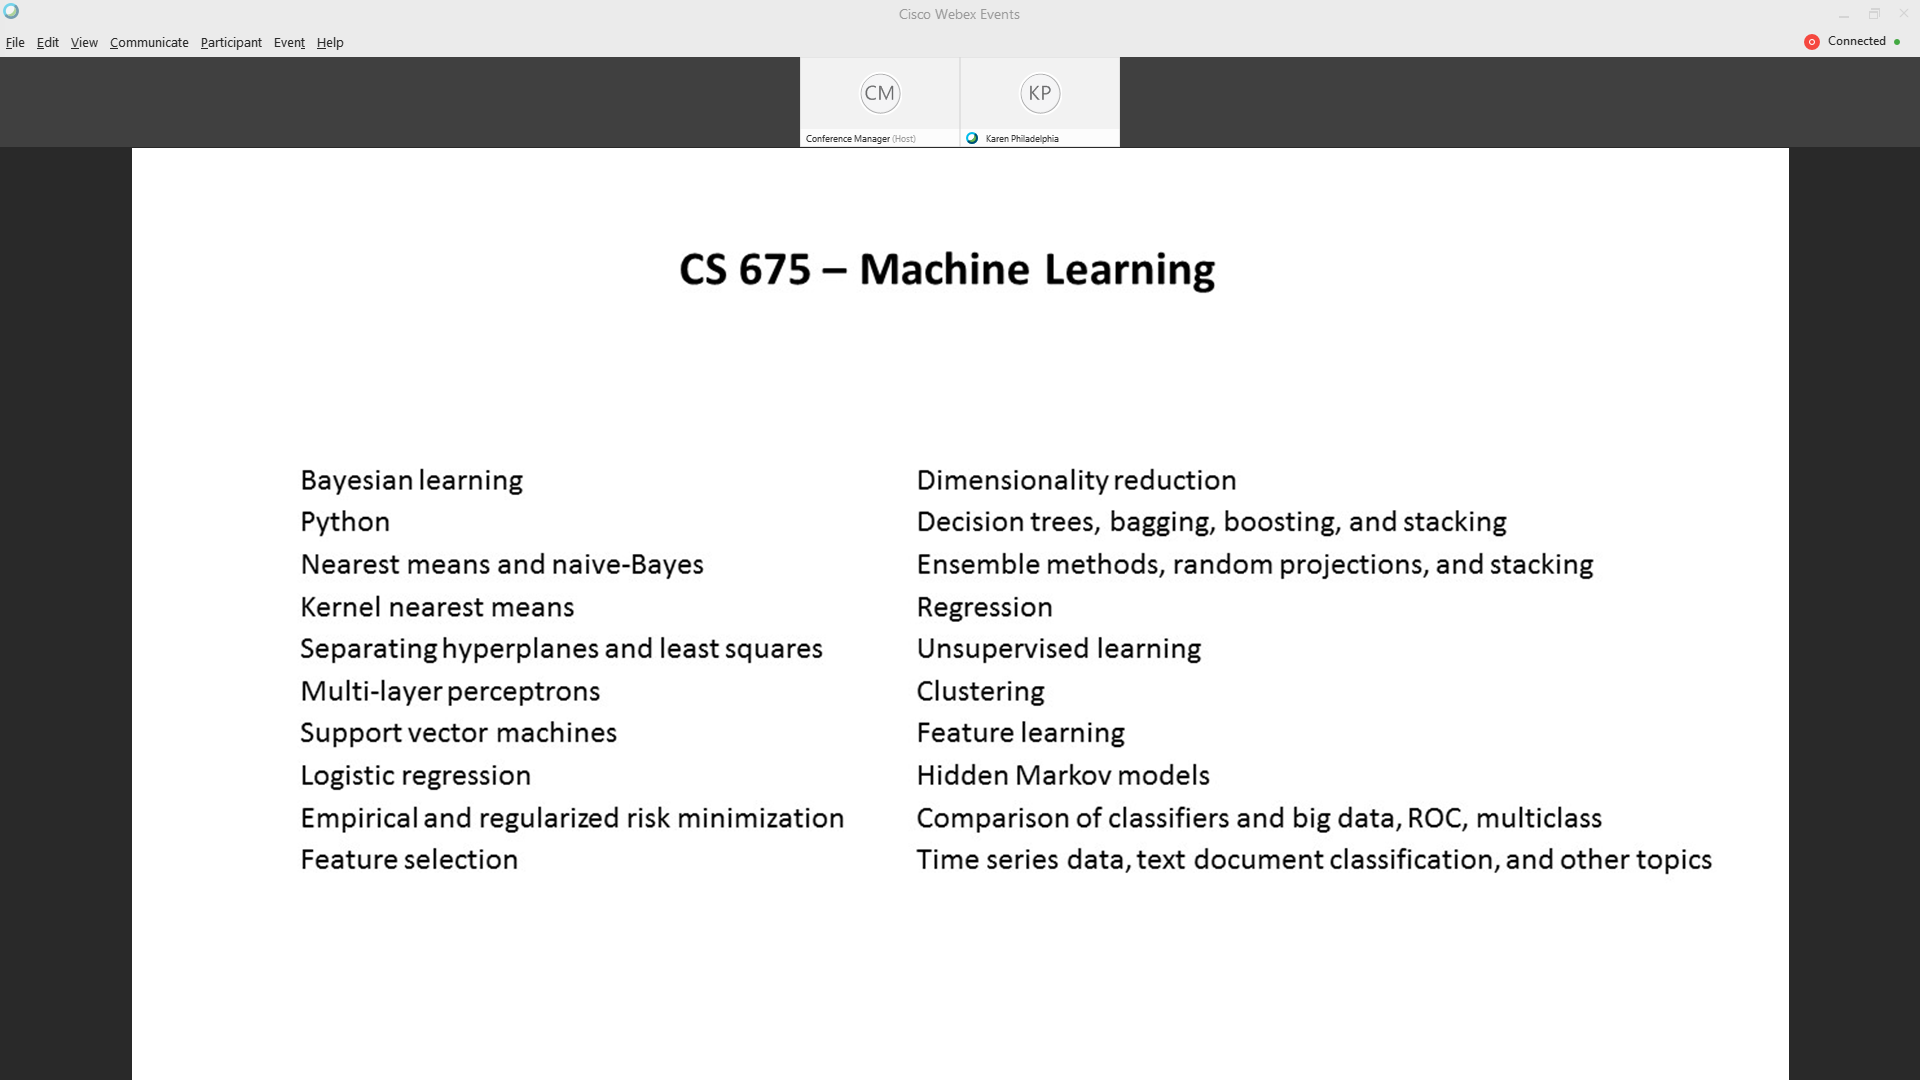 Cisco Webex Events
File Edit View Communicate Participant Event Help
Connected
CM
KP
Conference Manager (Host)
Karen Philadelphia
CS 675 – Machine Learning
Bayesian learning
Python
Nearest means and naive-Bayes
Kernel nearest means
Separating hyperplanes and least squares
Multi-layer perceptrons
Support vector machines
Logistic regression
Empirical and regularized risk minimization
Feature selection
Dimensionality reduction
Decision trees, bagging, boosting, and stacking
Ensemble methods, random projections, and stacking
Regression
Unsupervised learning
Clustering
Feature learning
Hidden Markov models
Comparison of classifiers and big data, ROC, multiclass
Time series data, text document classification, and other topics